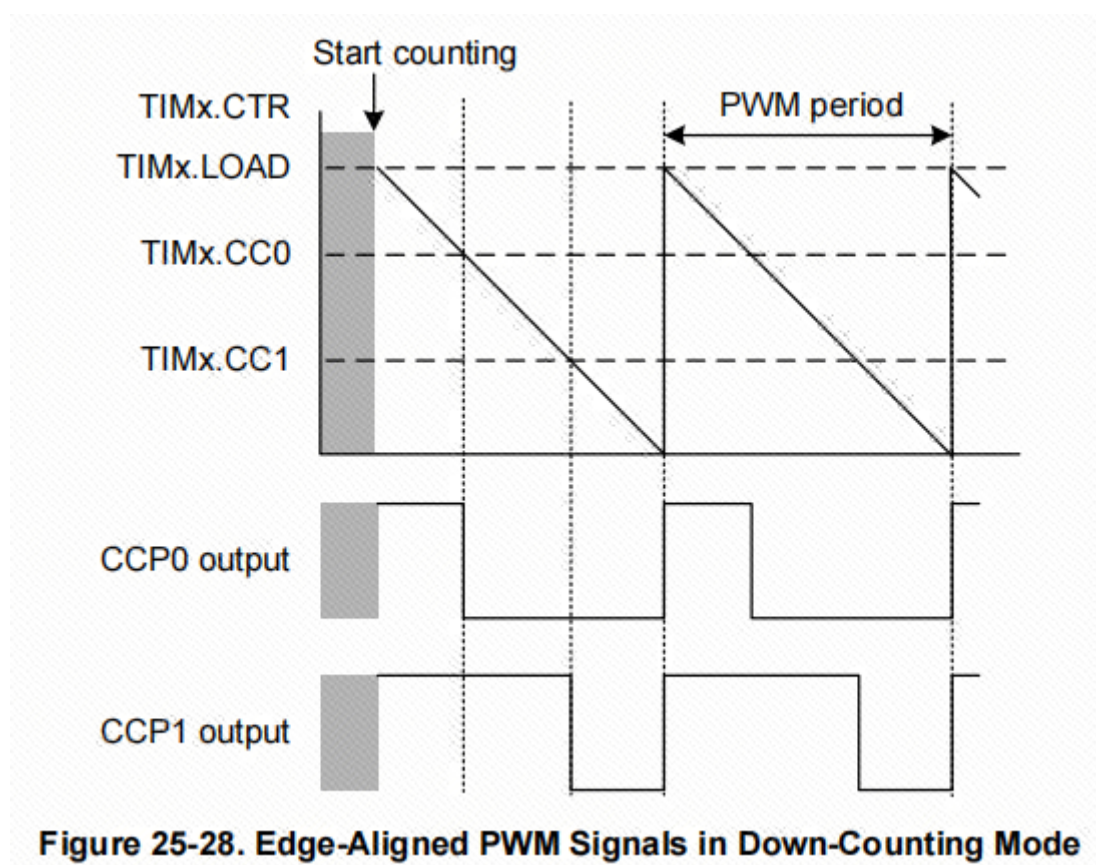 Start counting
TIMx.CTR
PWM period
TIMx.LOAD
TIMx.CC0
TIMx.CC1
CCP0 output
CCP1 output
Figure 25-28. Edge-Aligned PWM Signals in Down-Counting Mode